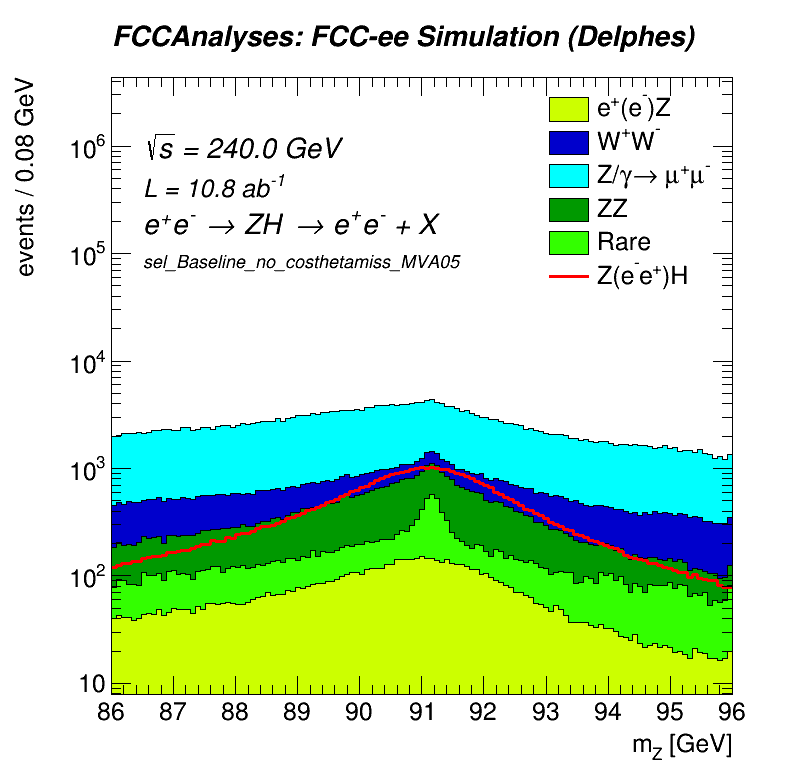 FCCAnalyses: FCC-ee Simulation (Delphes)
events / 0.08 GeV
√s = 240.0 GeV
L = 10.8 ab⁻¹
e⁺e⁻ → ZH → e⁺e⁻ + X
sel_Baseline_no_costhetamiss_MVA05
e⁺(e⁻)Z
W⁺W⁻
Z/γ→ μ⁺μ⁻
ZZ
Rare
Z(e⁻e⁺)H
10⁶
10⁵
10⁴
10³
10²
10
86 87 88 89 90 91 92 93 94 95 96
m_Z [GeV]